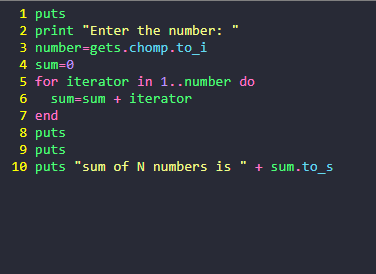 1 puts
2 print "Enter the number: "
3 number=gets.chomp.to_i
4 sum=0
5 for iterator in 1..number do
6   sum=sum + iterator
7 end
8 puts
9 puts
10 puts "sum of N numbers is " + sum.to_s